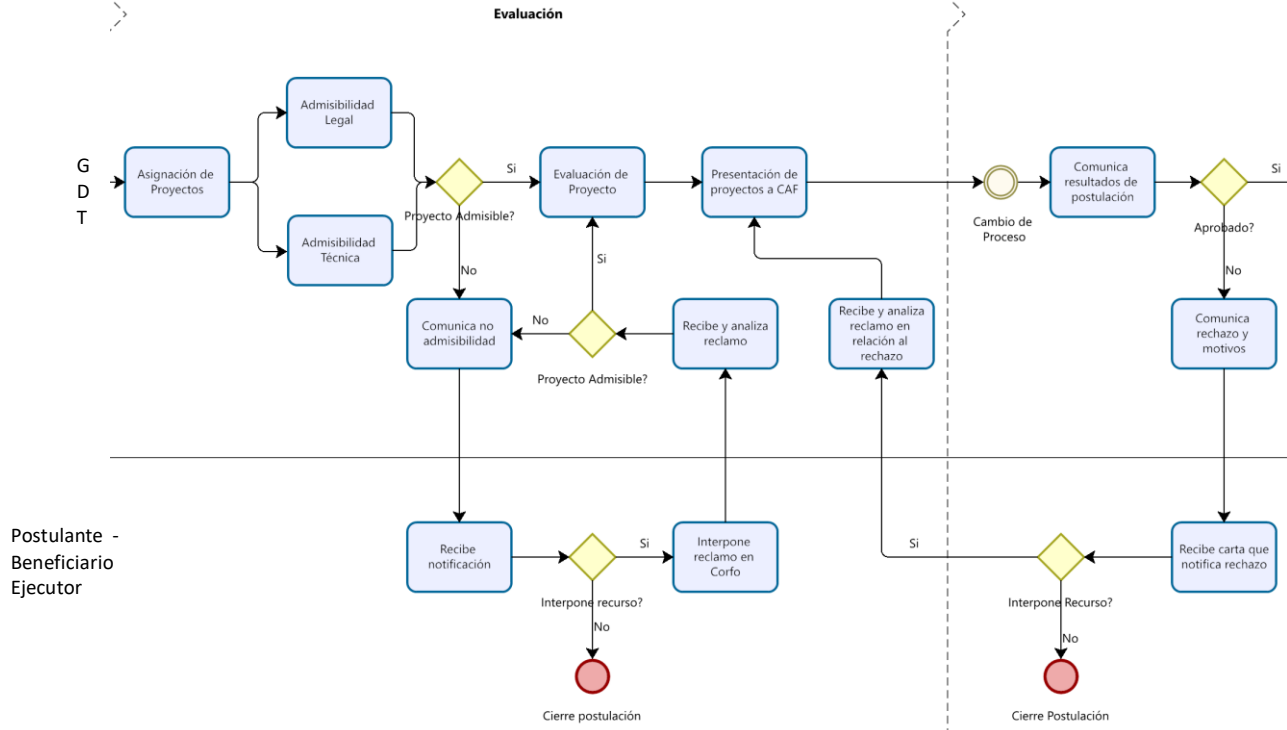 Evaluación
G
D
T
Asignación de
Proyectos
Admisibilidad
Legal
Admisibilidad
Técnica
Proyecto Admisible?
Si
No
Evaluación de
Proyecto
Presentación de
proyectos a CAF
Cambio de
Proceso
Comunica
resultados de
postulación
Aprobado?
Si
No
Comunica no
admisibilidad
No
Si
Proyecto Admisible?
Recibe y analiza
reclamo
Recibe y analiza
reclamo en
relación al
rechazo
Comunica
rechazo y
motivos
Postulante -
Beneficiario
Ejecutor
Recibe
notificación
Si
Interpone recurso?
No
Interpone
reclamo en
Corfo
Cierre postulación
Si
Interpone Recurso?
No
Recibe carta que
notifica rechazo
Cierre Postulación